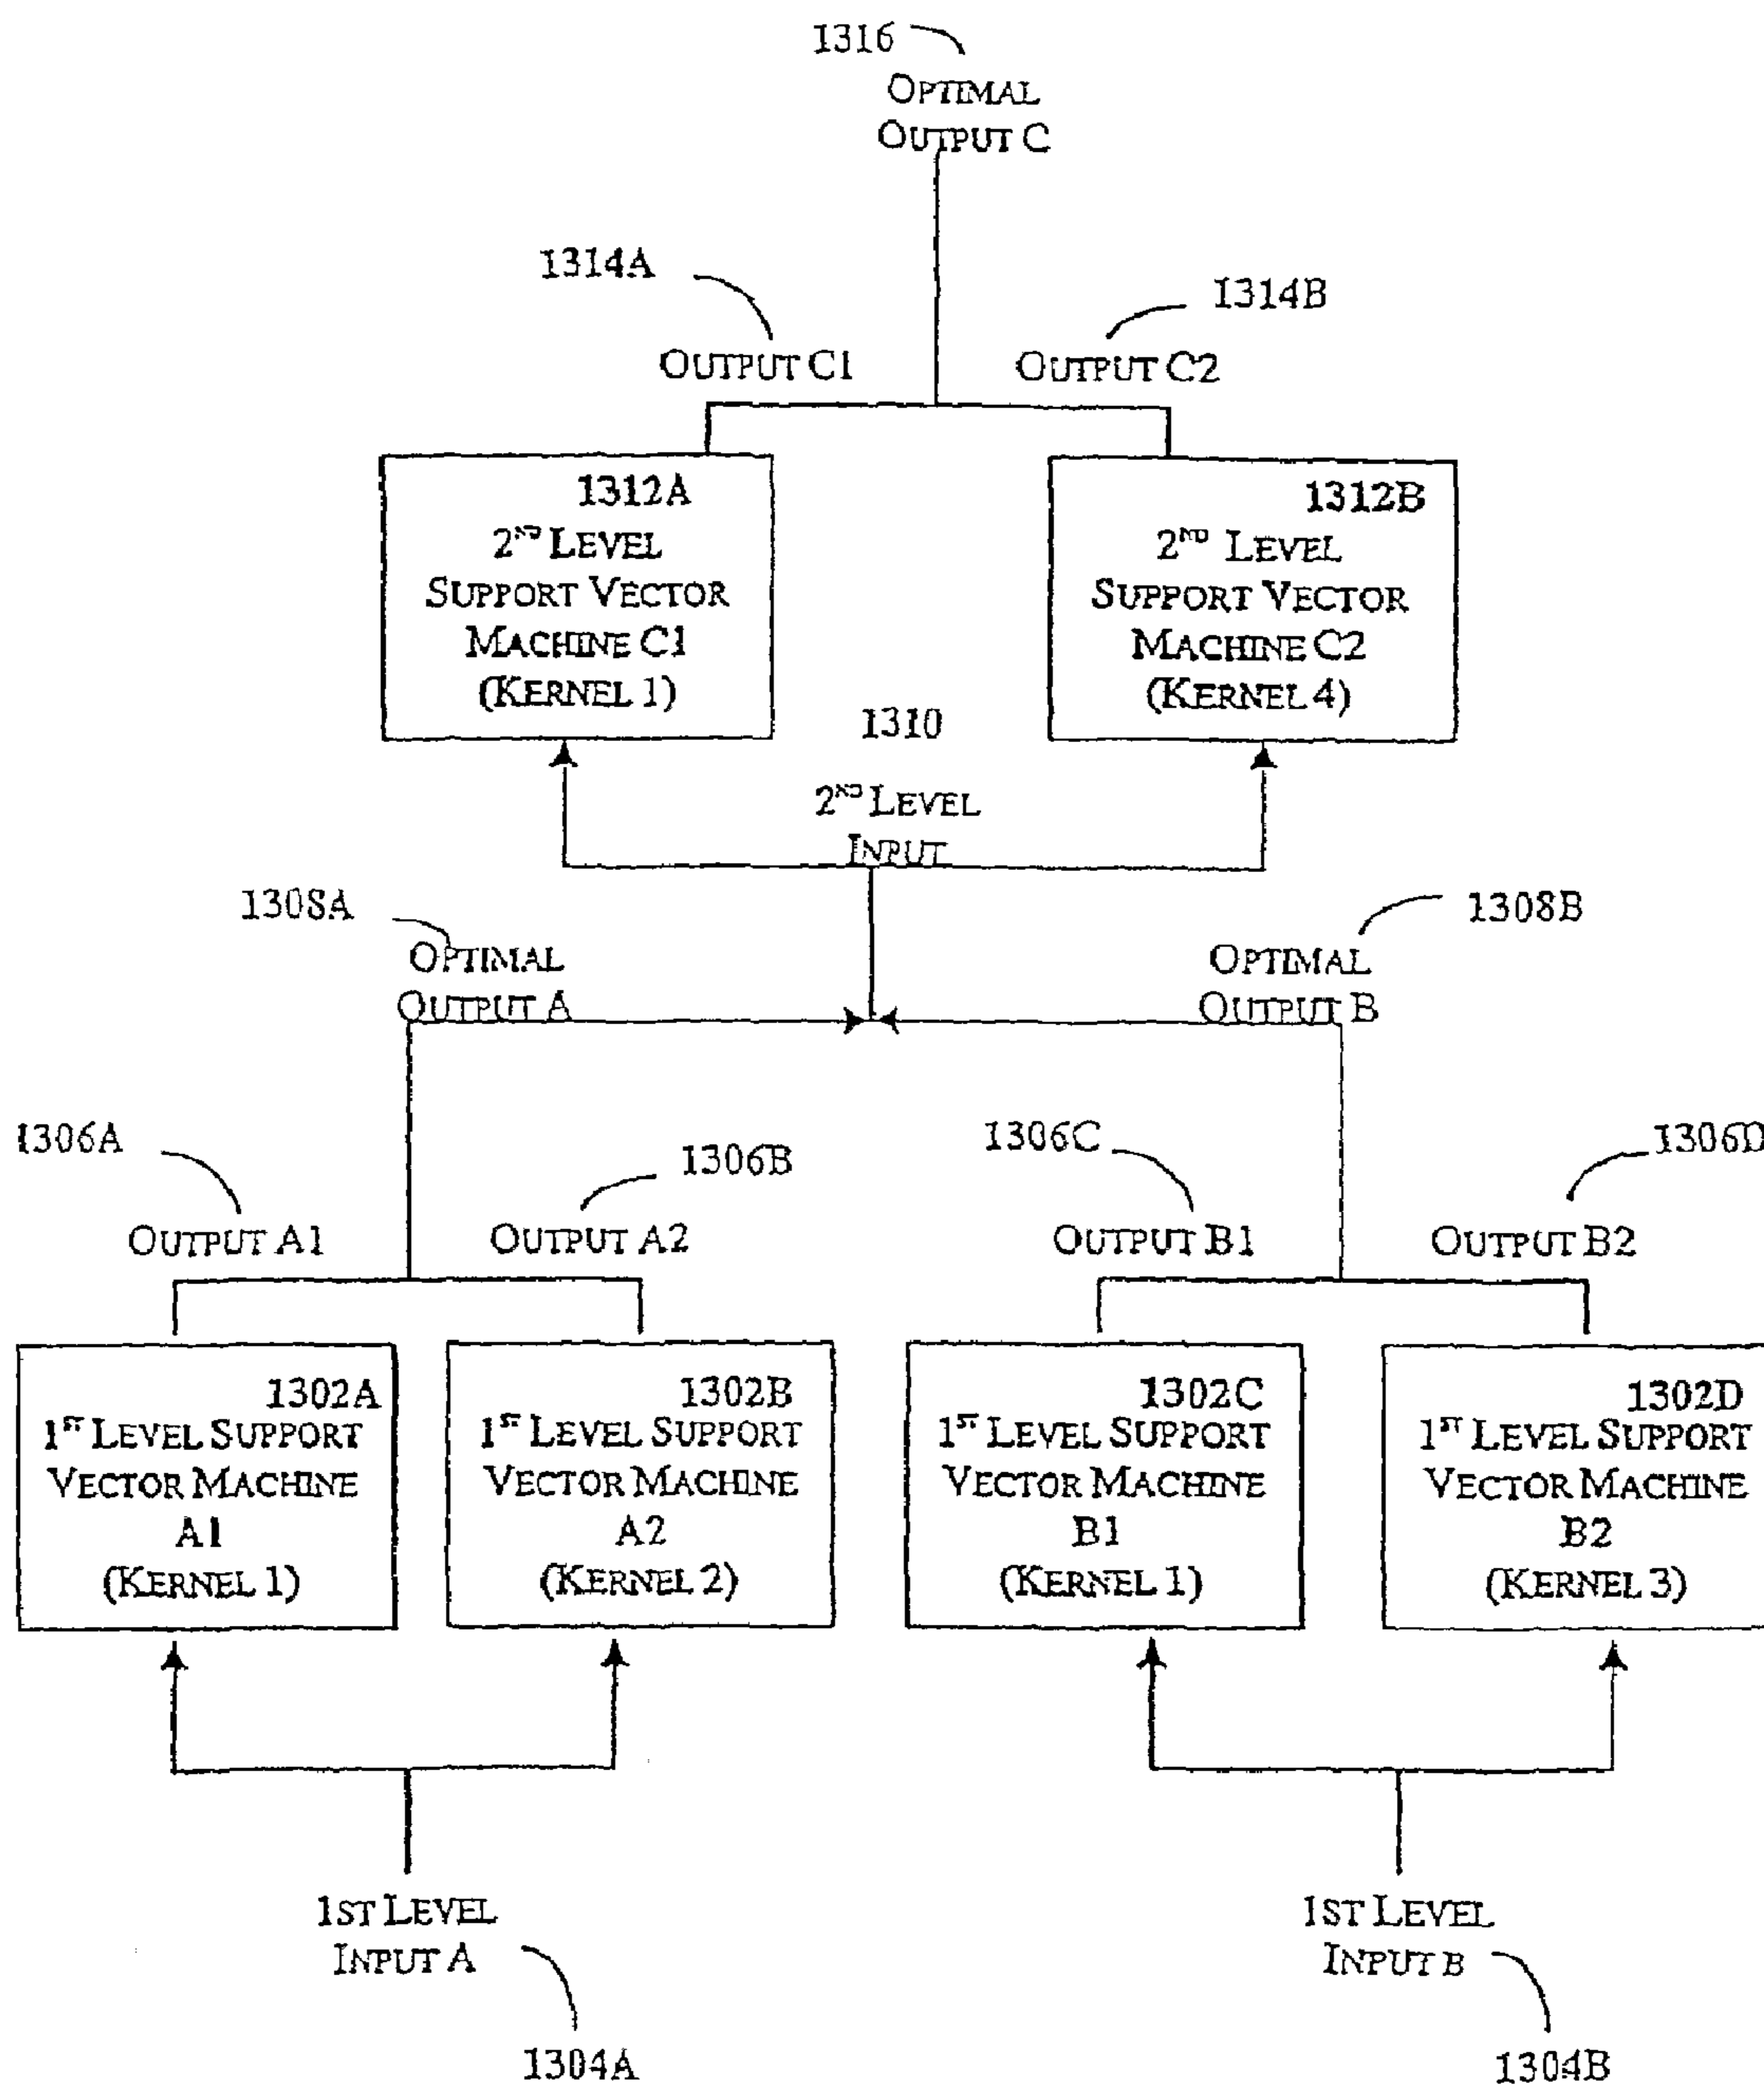 1316
OPTIMAL
OUTPUT C
1314A
1314B
OUTPUT C1
OUTPUT C2
1312A
2ND LEVEL
SUPPORT VECTOR
MACHINE C1
(KERNEL 1)
1312B
2ND LEVEL
SUPPORT VECTOR
MACHINE C2
(KERNEL 4)
1310
2ND LEVEL
INPUT
1308A
OPTIMAL
OUTPUT A
1308B
OPTIMAL
OUTPUT B
1306A
1306B
1306C
1306D
OUTPUT A1
OUTPUT A2
OUTPUT B1
OUTPUT B2
1302A
1ST LEVEL SUPPORT
VECTOR MACHINE
A1
(KERNEL 1)
1302B
1ST LEVEL SUPPORT
VECTOR MACHINE
A2
(KERNEL 2)
1302C
1ST LEVEL SUPPORT
VECTOR MACHINE
B1
(KERNEL 1)
1302D
1ST LEVEL SUPPORT
VECTOR MACHINE
B2
(KERNEL 3)
1ST LEVEL
INPUT A
1304A
1ST LEVEL
INPUT B
1304B